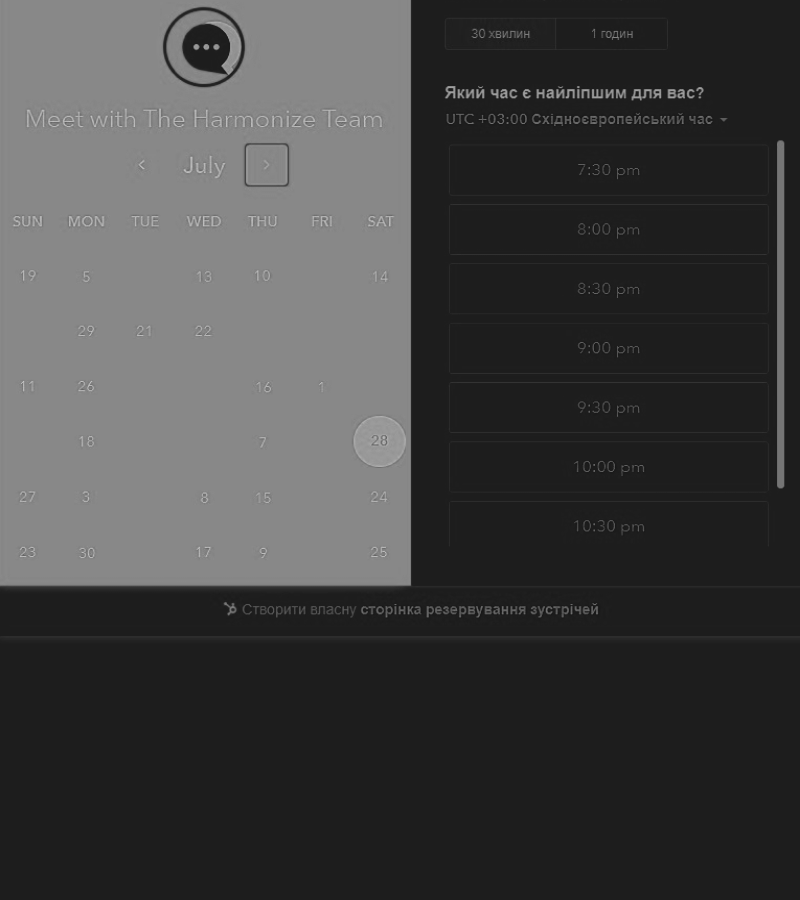 Meet with The Harmonize Team
July
SUN MON TUE WED THU FRI SAT
19 5 13 10 14
29 21 22
11 26 16 1
18 7 28
27 3 8 15 24
23 30 17 9 25
30 хвилин 1 годин
Який час є найліпшим для вас?
UTC +03:00 Східноєвропейський час
7:30 pm
8:00 pm
8:30 pm
9:00 pm
9:30 pm
10:00 pm
10:30 pm
Створити власну сторінка резервування зустрічей